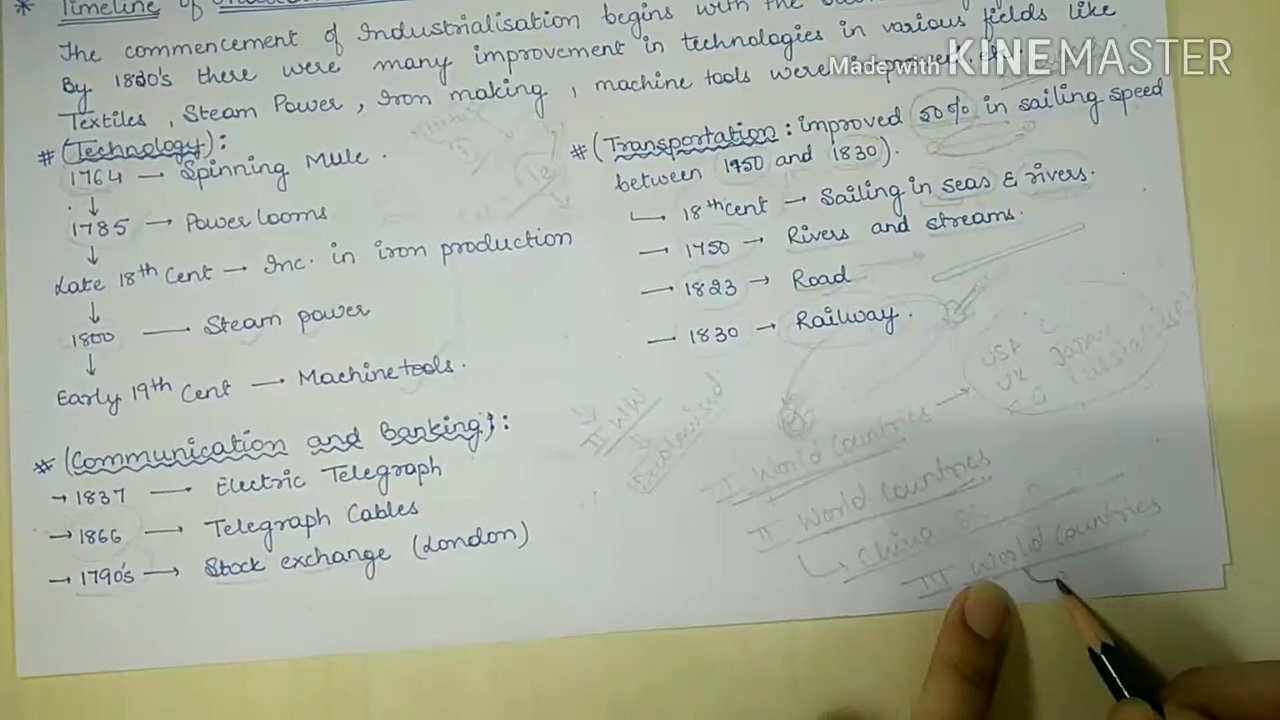 * Timeline of
The commencement of Industrialisation begins with the
By 1830's there were many improvement in technologies in various fields like
Textiles, Steam Power, Iron making, machine tools were improved.
Made with KINEMASTER
# (Technology):
1764 → Spinning Mule.
↓
1785 → Power looms
↓
Late 18th Cent → Inc. in iron production
↓
1800 — Steam power
↓
Early 19th Cent → Machine tools.
# (Communication and Banking):
→ 1837 — Electric Telegraph
→ 1866 — Telegraph Cables
→ 1790's → Stock exchange (London)
# (Transportation: improved 50% in sailing speed
between 1750 and 1830).
→ 18th cent → Sailing in seas & rivers.
→ 1750 → Rivers and streams.
→ 1823 → Road
→ 1830 → Railway.
II WW
Decolonised
I World Countries →
USA
UK
JAPAN
II World Countries
China
III World Countries